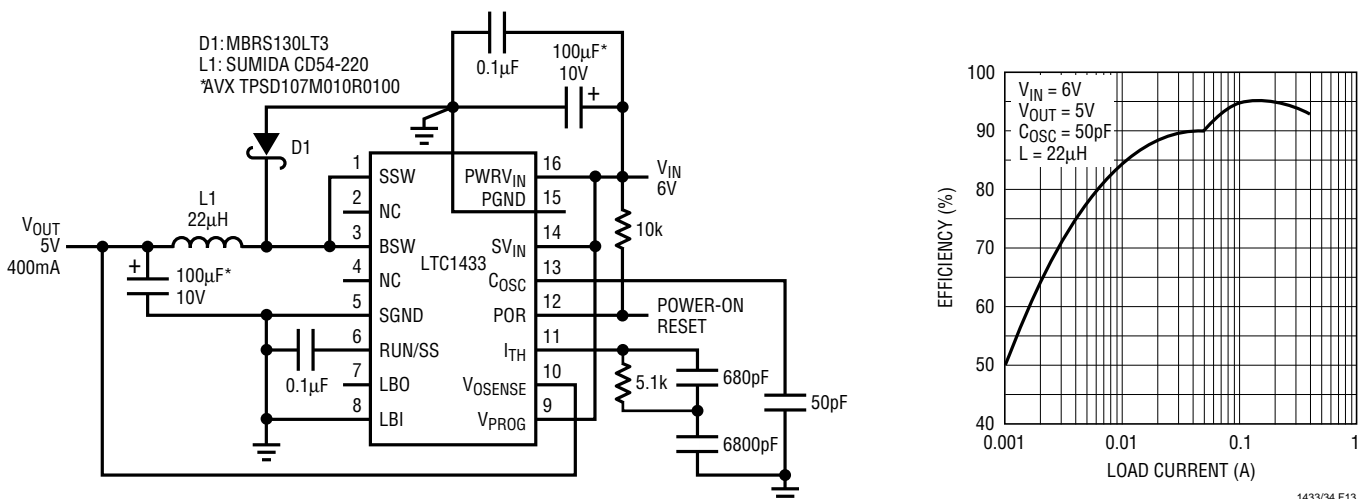 D1: MBRS130LT3
L1: SUMIDA CD54-220
*AVX TPSD107M010R0100
0.1µF
100µF*
10V
+
D1
L1
22µH
VOUT
5V
400mA
+
100µF*
10V
0.1µF
1
SSW
2
NC
3
BSW
4
NC
5
SGND
6
RUN/SS
7
LBO
8
LBI
LTC1433
PWRVIN
16
PGND
15
SVIN
14
COSC
13
POR
12
ITH
11
VOSENSE
10
VPROG
9
VIN
6V
10k
POWER-ON
RESET
5.1k
680pF
6800pF
50pF
VIN = 6V
VOUT = 5V
COSC = 50pF
L = 22µH
EFFICIENCY (%)
100
90
80
70
60
50
40
0.001
0.01
0.1
1
LOAD CURRENT (A)
1433/34 F13